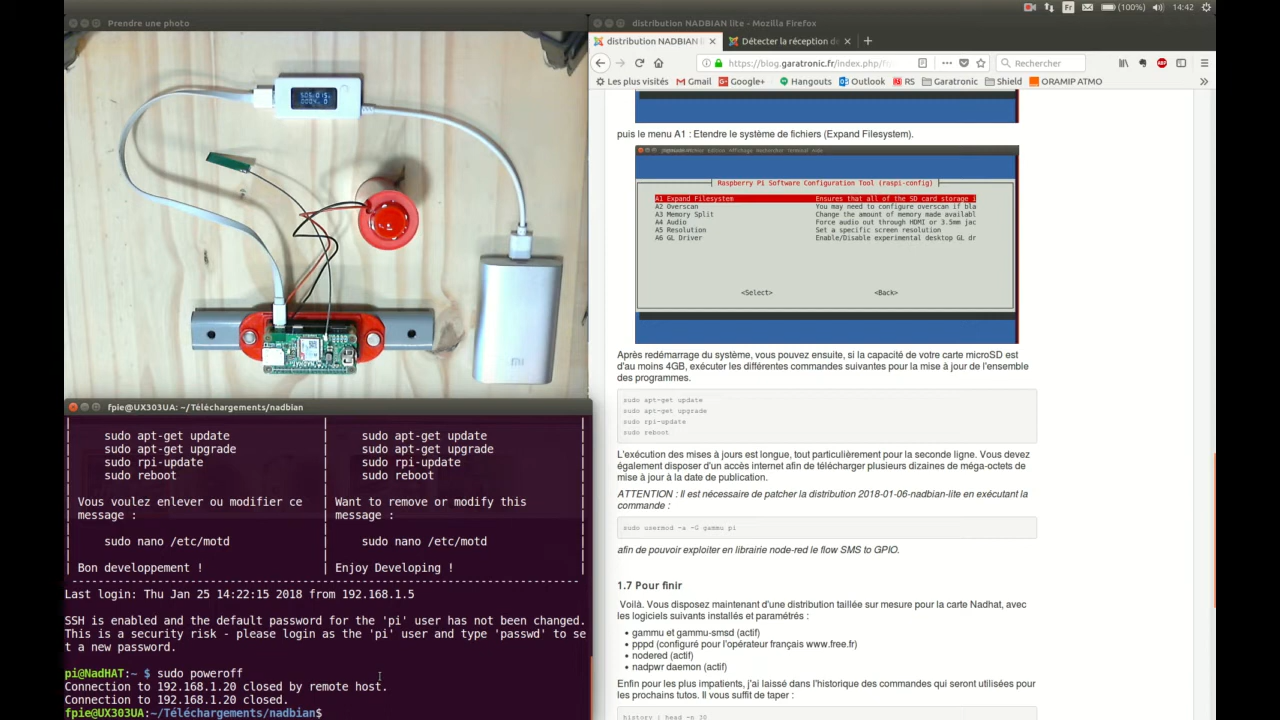 Fr (100%) 14:42
Prendre une photo
distribution NADBIAN lite - Mozilla Firefox
distribution NADBIAN l
Détecter la réception de
https://blog.garatronic.fr/index.php/f
Rechercher
Les plus visités Gmail Google+ Hangouts Outlook RS Garatronic Shield ORAMIP ATMO
puis le menu A1 : Etendre le système de fichiers (Expand Filesystem).
Raspberry Pi Software Configuration Tool (raspi-config)
A1 Expand Filesystem Ensures that all of the SD card storage i
A2 Overscan You may need to configure overscan if bla
A3 Memory Split Change the amount of memory made availabl
A4 Audio Force audio out through HDMI or 3.5mm jac
A5 Resolution Set a specific screen resolution
A6 GL Driver Enable/Disable experimental desktop GL dr
<Select> <Back>
Après redémarrage du système, vous pouvez ensuite, si la capacité de votre carte microSD est
d'au moins 4GB, exécuter les différentes commandes suivantes pour la mise à jour de l'ensemble
des programmes.
sudo apt-get update
sudo apt-get upgrade
sudo rpi-update
sudo reboot
L'exécution des mises à jours est longue, tout particulièrement pour la seconde ligne. Vous devez
également disposer d'un accès internet afin de télécharger plusieurs dizaines de méga-octets de
mise à jour à la date de publication.
ATTENTION : Il est nécessaire de patcher la distribution 2018-01-06-nadbian-lite en exécutant la
commande :
sudo usermod -a -G gammu pi
afin de pouvoir exploiter en librairie node-red le flow SMS to GPIO.
1.7 Pour finir
Voilà. Vous disposez maintenant d'une distribution taillée sur mesure pour la carte Nadhat, avec
les logiciels suivants installés et paramétrés :
gammu et gammu-smsd (actif)
pppd (configuré pour l'opérateur français www.free.fr)
nodered (actif)
nadpwr daemon (actif)
Enfin pour les plus impatients, j'ai laissé dans l'historique des commandes qui seront utilisées pour
les prochains tutos. Il vous suffit de taper :
history | head -n 30
fpie@UX303UA: ~/Téléchargements/nadbian
| sudo apt-get update | sudo apt-get update |
| sudo apt-get upgrade | sudo apt-get upgrade |
| sudo rpi-update | sudo rpi-update |
| sudo reboot | sudo reboot |
| Vous voulez enlever ou modifier ce | Want to remove or modify this |
| message : | message : |
| sudo nano /etc/motd | sudo nano /etc/motd |
| Bon developpement ! | Enjoy Developing ! |
Last login: Thu Jan 25 14:22:15 2018 from 192.168.1.5
SSH is enabled and the default password for the 'pi' user has not been changed.
This is a security risk - please login as the 'pi' user and type 'passwd' to se
t a new password.
pi@NadHAT:~ $ sudo poweroff
Connection to 192.168.1.20 closed by remote host.
Connection to 192.168.1.20 closed.
fpie@UX303UA:~/Téléchargements/nadbian$